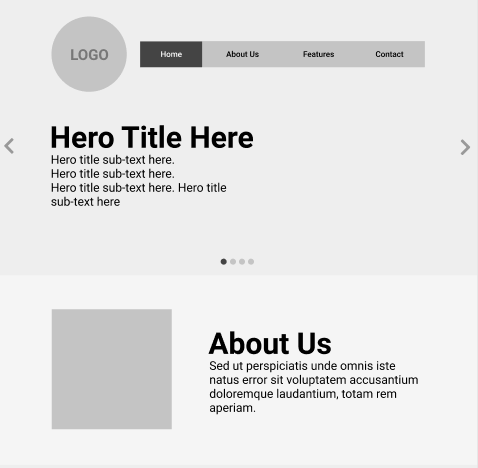 LOGO
Home About Us Features Contact
Hero Title Here
Hero title sub-text here.
Hero title sub-text here.
Hero title sub-text here. Hero title
sub-text here
About Us
Sed ut perspiciatis unde omnis iste
natus error sit voluptatem accusantium
doloremque laudantium, totam rem
aperiam.